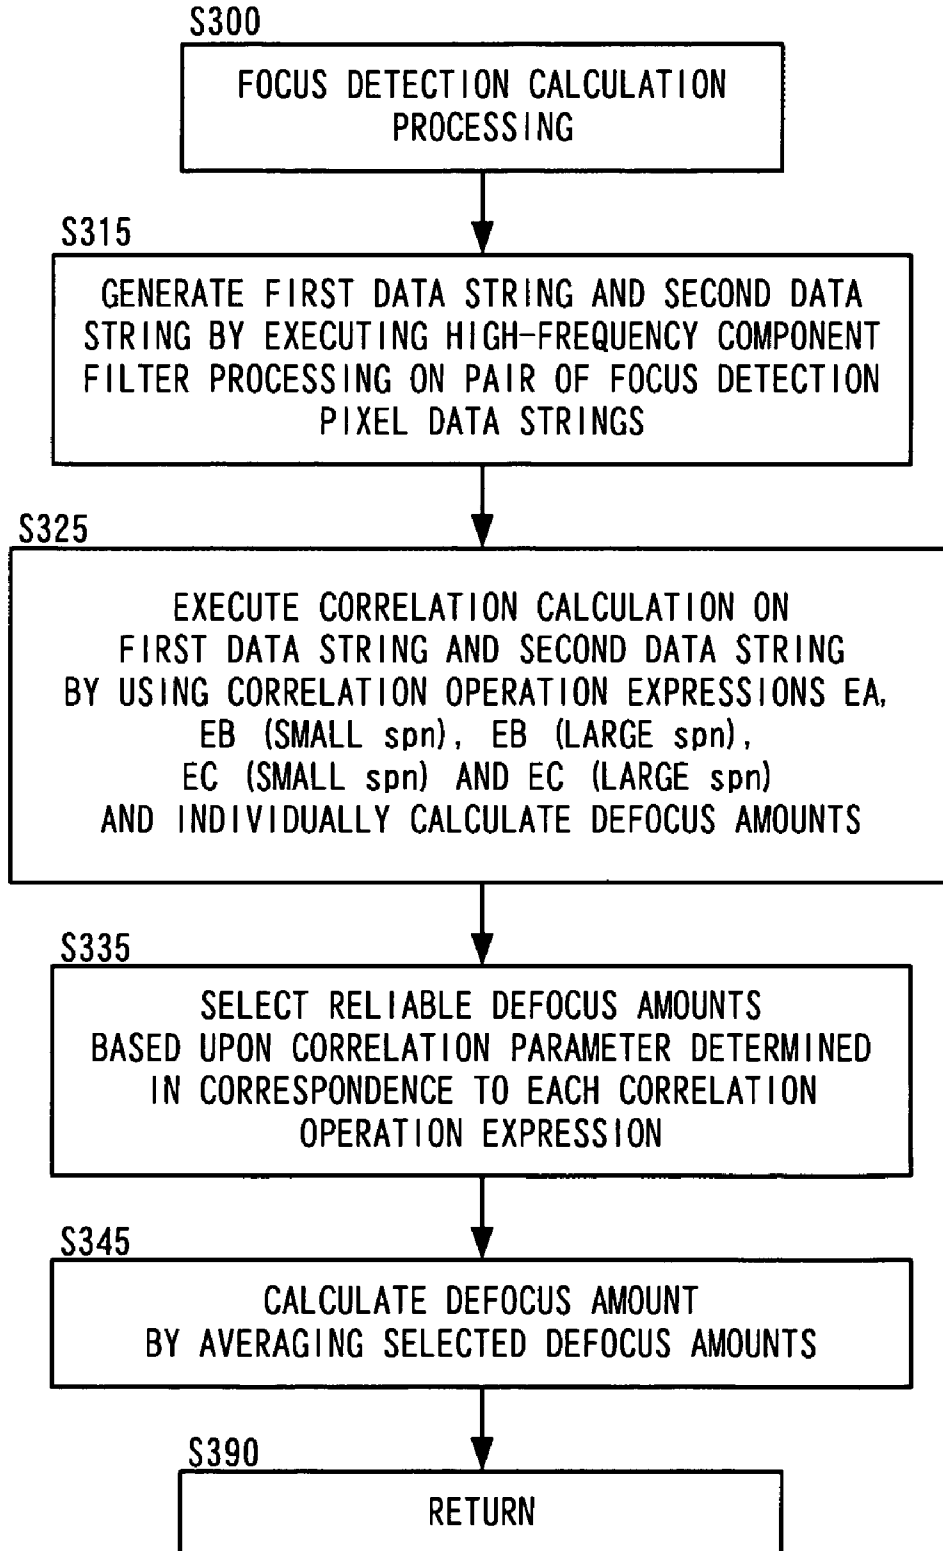 S300
FOCUS DETECTION CALCULATION
PROCESSING
S315
GENERATE FIRST DATA STRING AND SECOND DATA
STRING BY EXECUTING HIGH-FREQUENCY COMPONENT
FILTER PROCESSING ON PAIR OF FOCUS DETECTION
PIXEL DATA STRINGS
S325
EXECUTE CORRELATION CALCULATION ON
FIRST DATA STRING AND SECOND DATA STRING
BY USING CORRELATION OPERATION EXPRESSIONS EA,
EB (SMALL spn), EB (LARGE spn),
EC (SMALL spn) AND EC (LARGE spn)
AND INDIVIDUALLY CALCULATE DEFOCUS AMOUNTS
S335
SELECT RELIABLE DEFOCUS AMOUNTS
BASED UPON CORRELATION PARAMETER DETERMINED
IN CORRESPONDENCE TO EACH CORRELATION
OPERATION EXPRESSION
S345
CALCULATE DEFOCUS AMOUNT
BY AVERAGING SELECTED DEFOCUS AMOUNTS
S390
RETURN